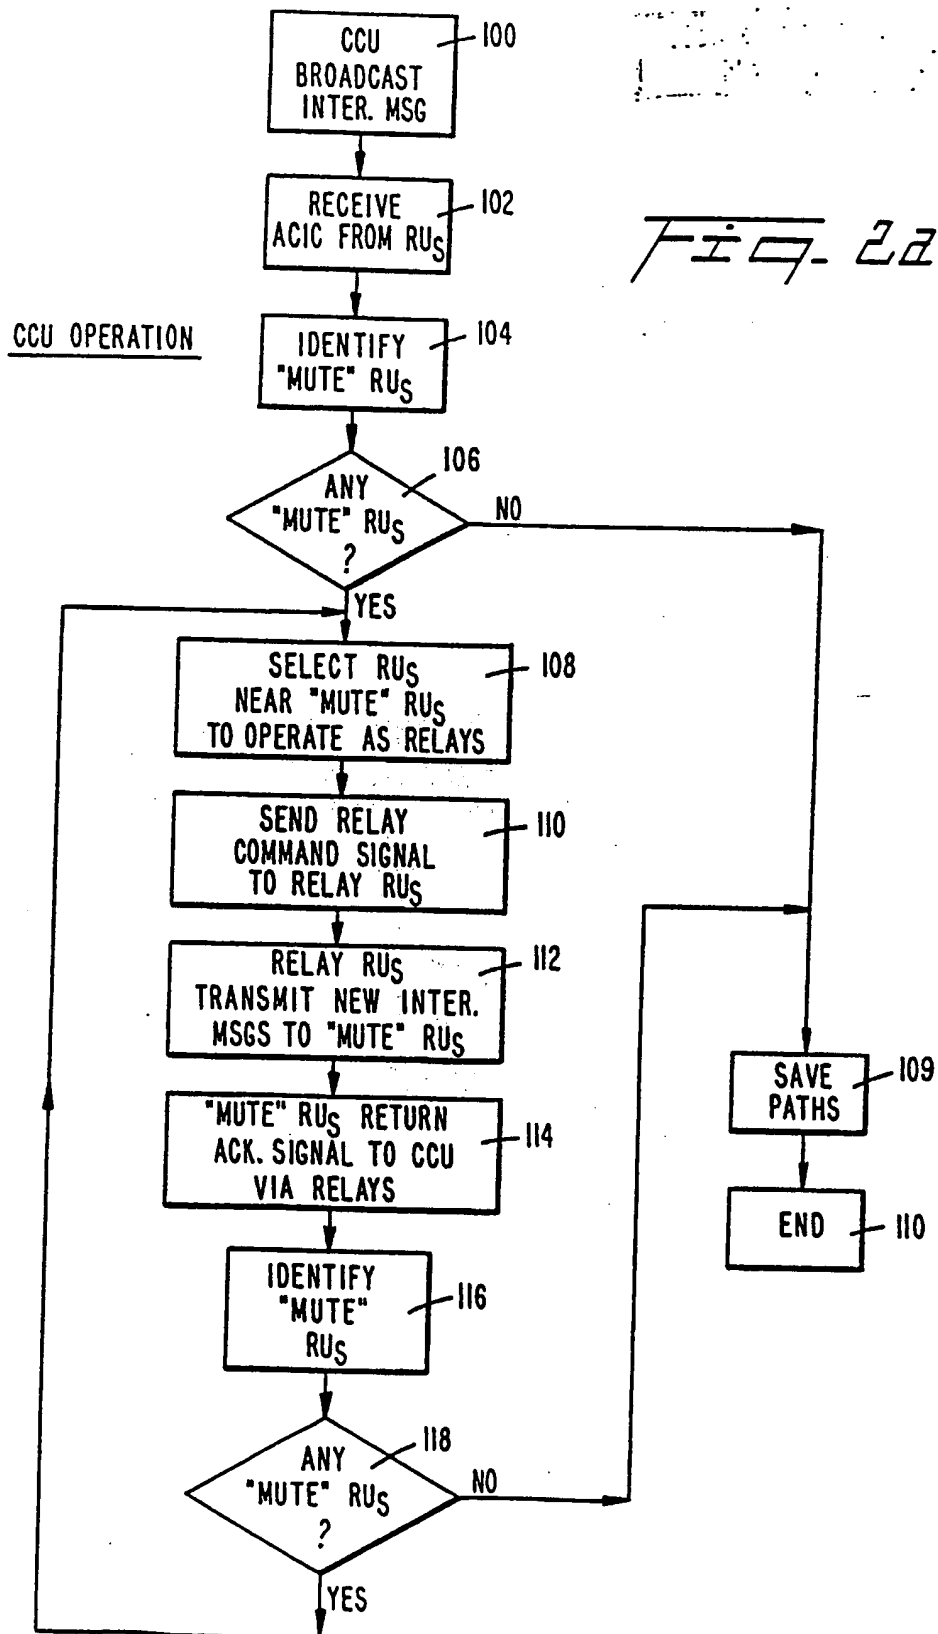 CCU
BROADCAST
INTER. MSG
100
RECEIVE
ACIC FROM RUS
102
Fig. 2a
CCU OPERATION
IDENTIFY
"MUTE" RUS
104
ANY
"MUTE" RUS
?
106
NO
YES
SELECT RUS
NEAR "MUTE" RUS
TO OPERATE AS RELAYS
108
SEND RELAY
COMMAND SIGNAL
TO RELAY RUS
110
RELAY RUS
TRANSMIT NEW INTER.
MSGS TO "MUTE" RUS
112
"MUTE" RUS RETURN
ACK. SIGNAL TO CCU
VIA RELAYS
114
SAVE
PATHS
109
END
110
IDENTIFY
"MUTE"
RUS
116
ANY
"MUTE" RUS
?
118
NO
YES